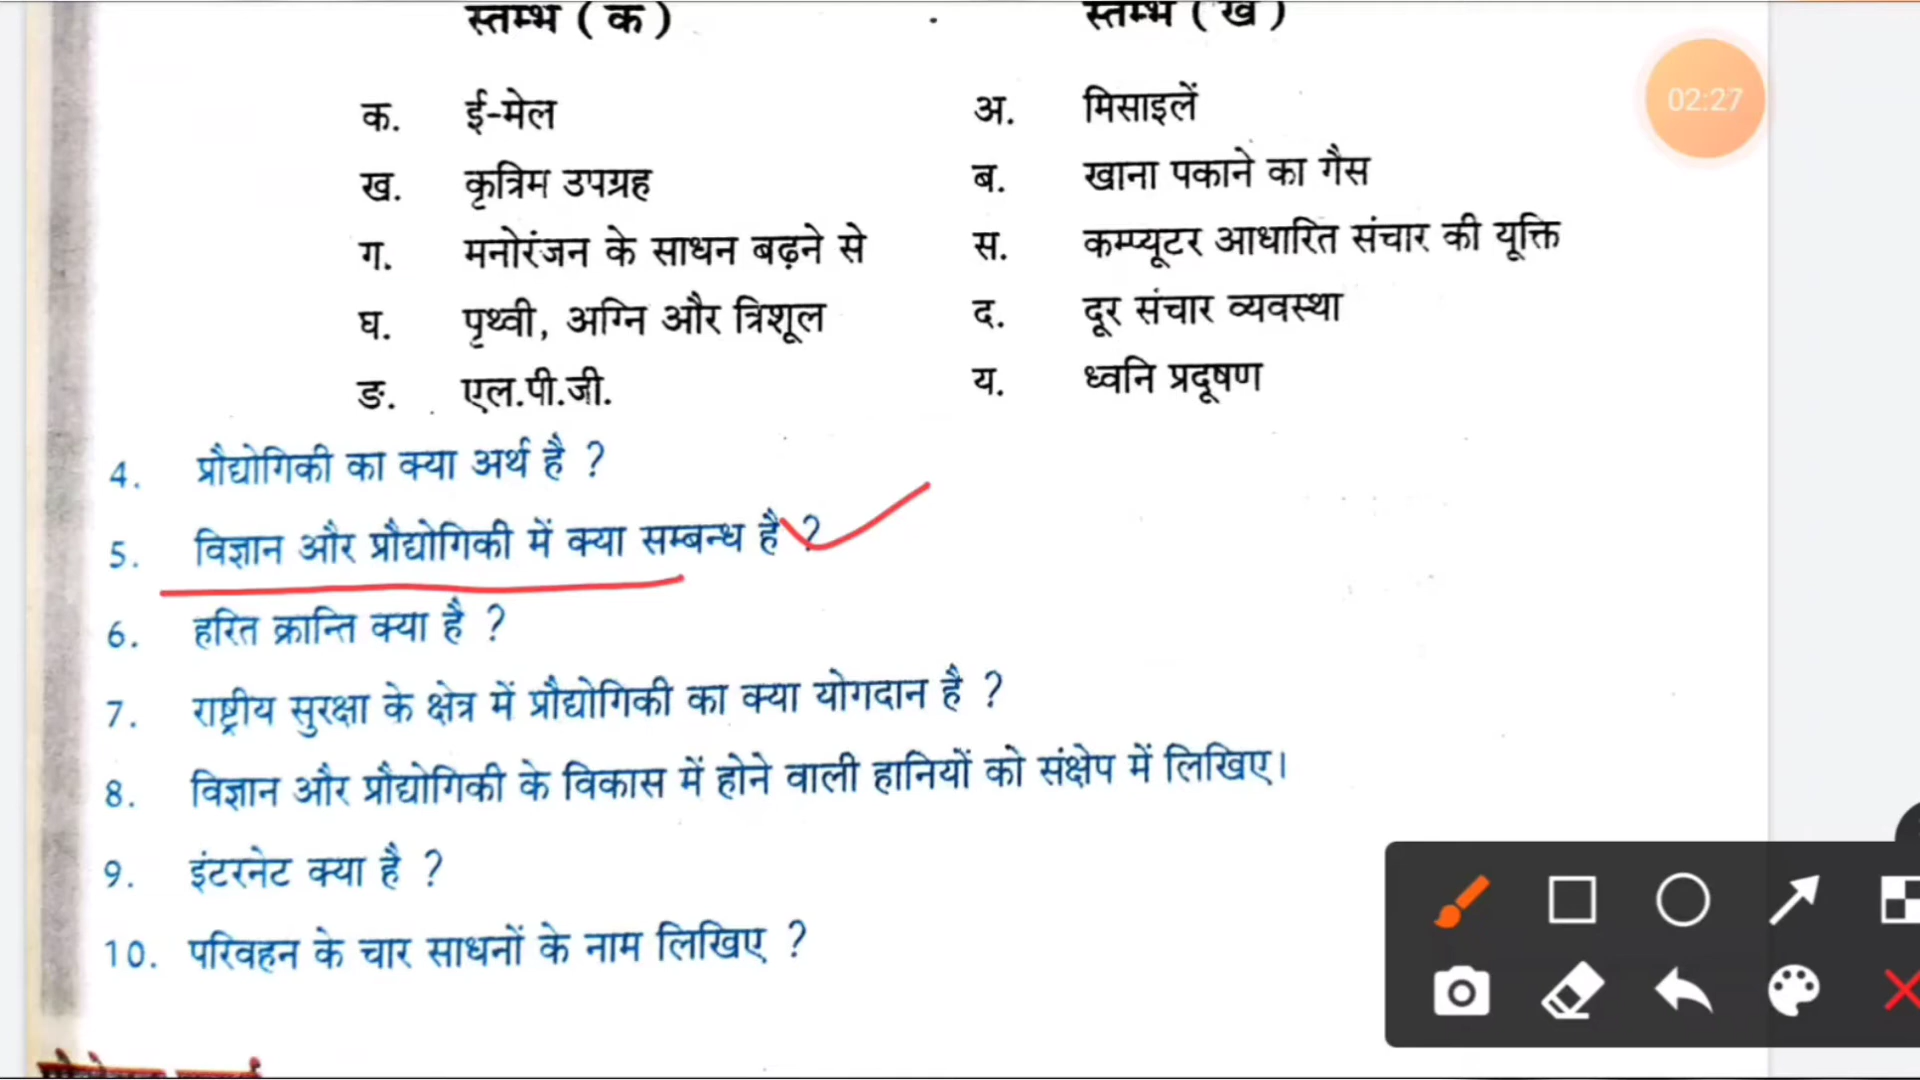 स्तम्भ ( क ) स्तम्भ ( ख )
02:27
क. ई-मेल अ. मिसाइलें
ख. कृत्रिम उपग्रह ब. खाना पकाने का गैस
ग. मनोरंजन के साधन बढ़ने से स. कम्प्यूटर आधारित संचार की यूक्ति
घ. पृथ्वी, अग्नि और त्रिशूल द. दूर संचार व्यवस्था
ङ. एल.पी.जी. य. ध्वनि प्रदूषण
4. प्रौद्योगिकी का क्या अर्थ है ?
5. विज्ञान और प्रौद्योगिकी में क्या सम्बन्ध है ?
6. हरित क्रान्ति क्या है ?
7. राष्ट्रीय सुरक्षा के क्षेत्र में प्रौद्योगिकी का क्या योगदान है ?
8. विज्ञान और प्रौद्योगिकी के विकास में होने वाली हानियों को संक्षेप में लिखिए।
9. इंटरनेट क्या है ?
10. परिवहन के चार साधनों के नाम लिखिए ?